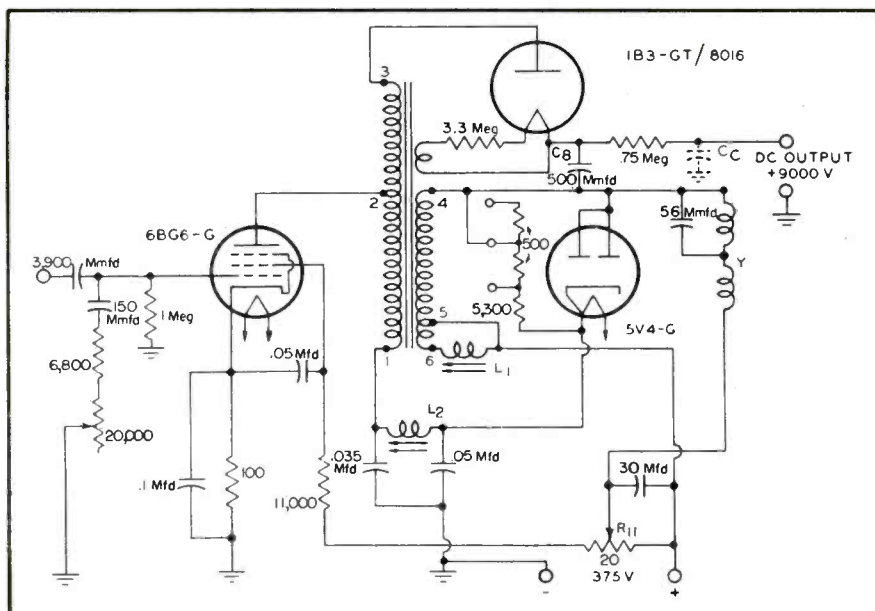 1B3-GT/8016
3
3.3 Meg
C8
500 Mmfd
.75 Meg
CC
DC OUTPUT
+9000 V
2
4
6BG6-G
3,900 Mmfd
150 Mmfd
1 Meg
6,800
20,000
.05 Mfd
.1 Mfd
100
11,000
500
5,300
5
6
1
L1
L2
.035 Mfd
.05 Mfd
5V4-G
56 Mmfd
Y
30 Mfd
R11
20
375 V
-
+